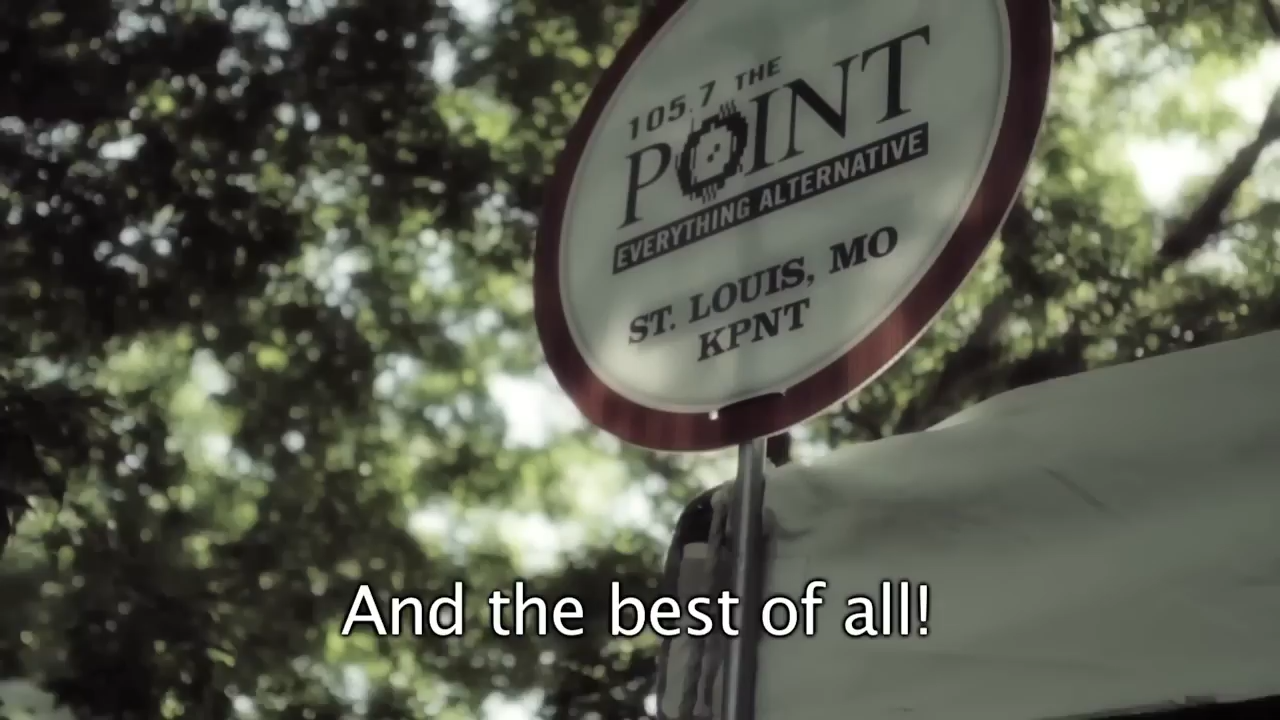 105.7 THE
POINT
EVERYTHING ALTERNATIVE
ST. LOUIS, MO
KPNT
And the best of all!